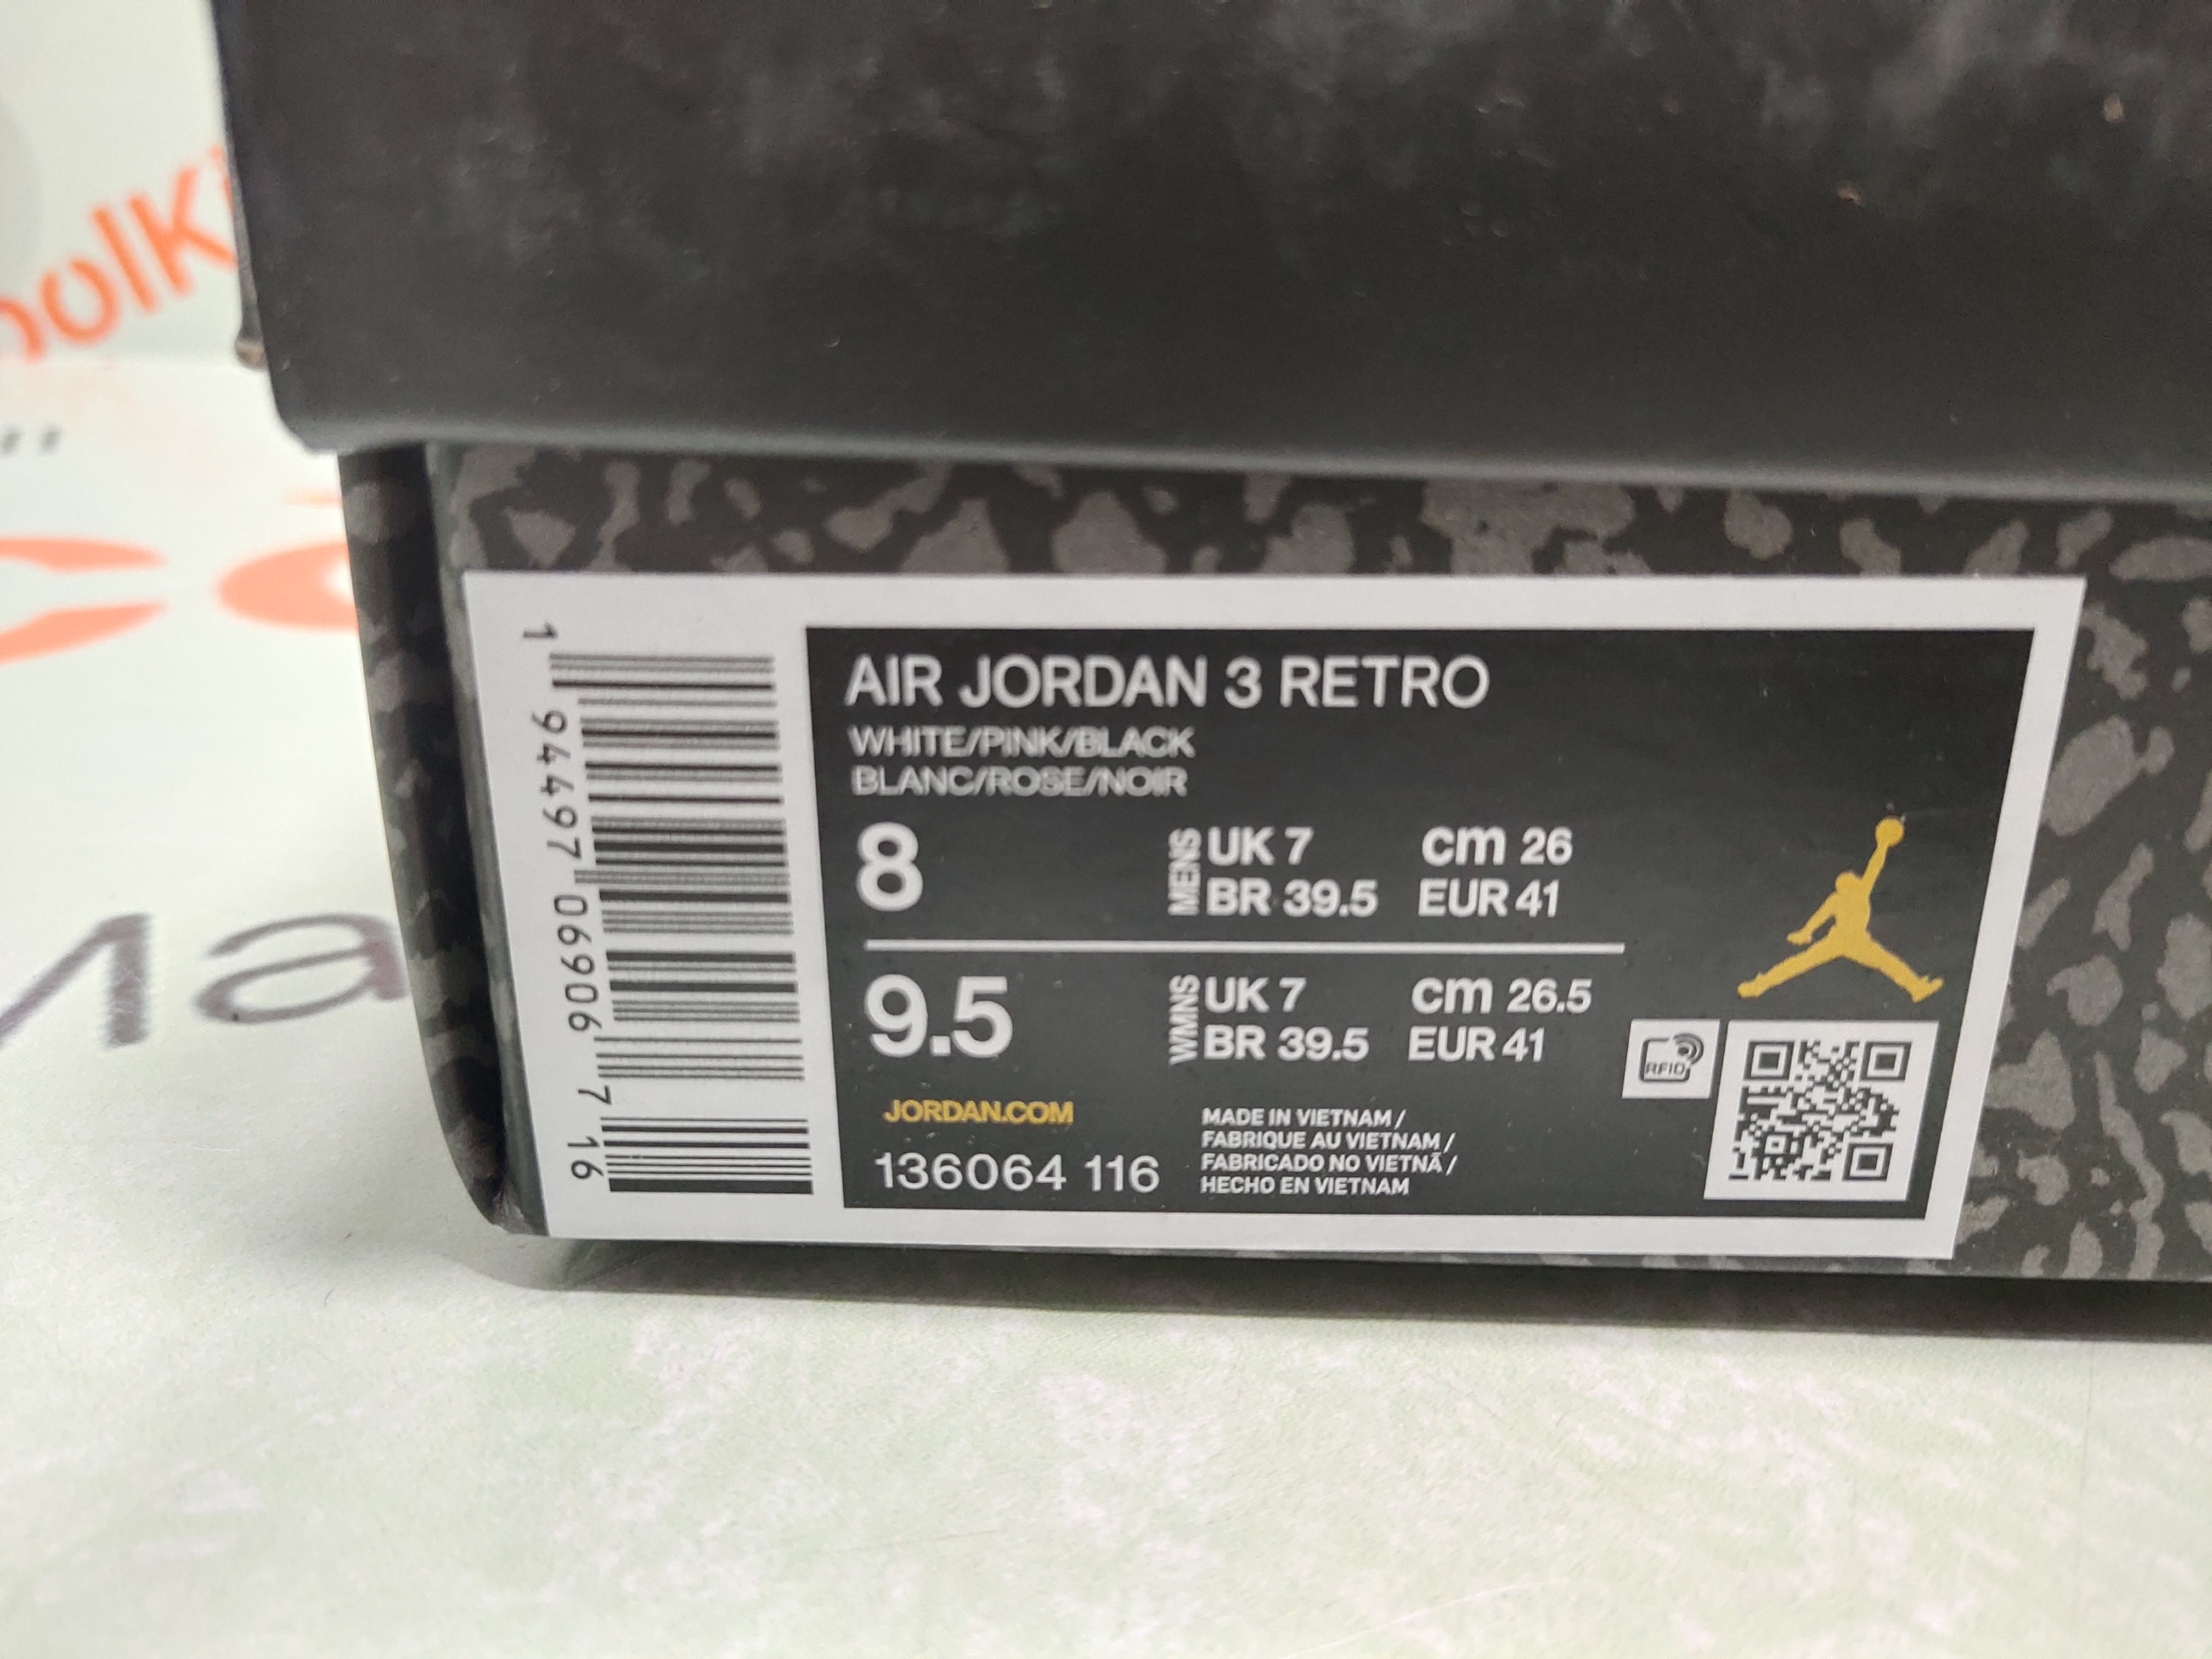 1 94497 06906 7 16
AIR JORDAN 3 RETRO
WHITE/PINK/BLACK
BLANC/ROSE/NOIR
8 MENS UK 7 cm 26
BR 39.5 EUR 41
9.5 WMNS UK 7 cm 26.5
BR 39.5 EUR 41
RFID
JORDAN.COM
136064 116
MADE IN VIETNAM /
FABRIQUE AU VIETNAM /
FABRICADO NO VIETNÃ /
HECHO EN VIETNAM